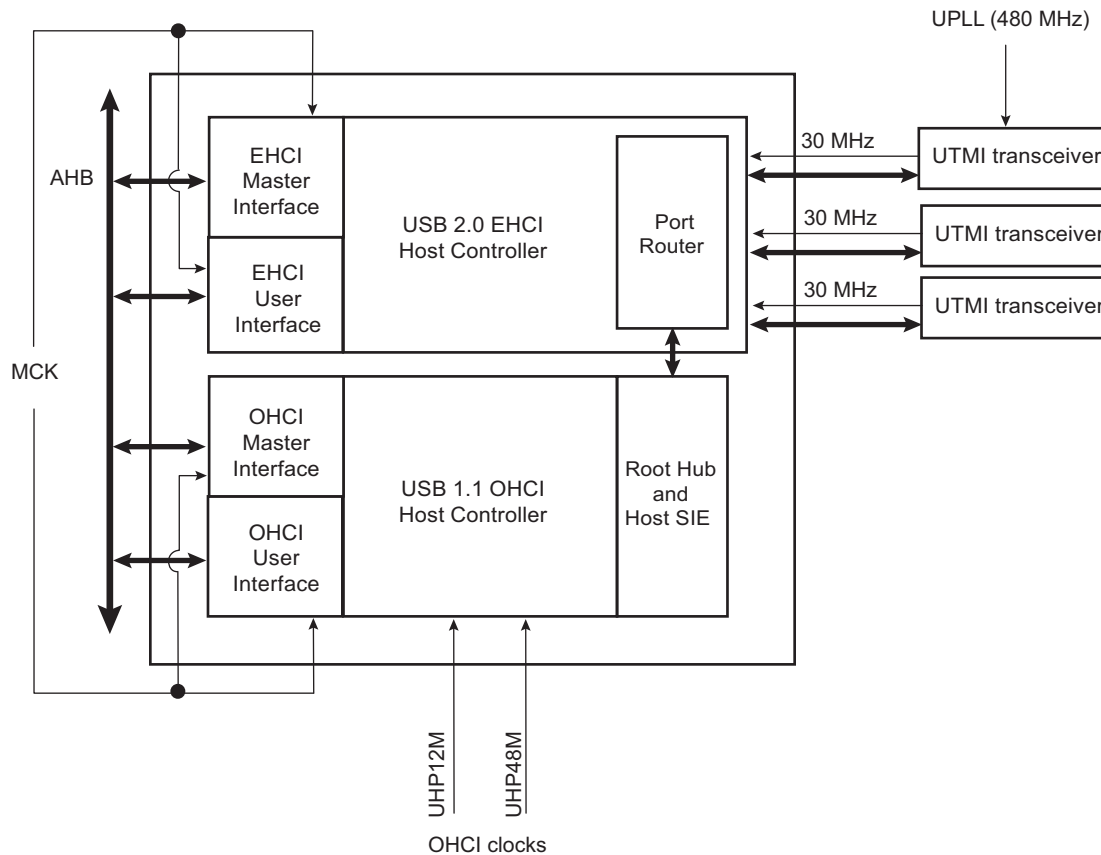 UPLL (480 MHz)
AHB
MCK
EHCI
Master
Interface
EHCI
User
Interface
USB 2.0 EHCI
Host Controller
Port
Router
30 MHz
UTMI transceiver
30 MHz
UTMI transceiver
30 MHz
UTMI transceiver
OHCI
Master
Interface
OHCI
User
Interface
USB 1.1 OHCI
Host Controller
Root Hub
and
Host SIE
UHP12M
UHP48M
OHCI clocks